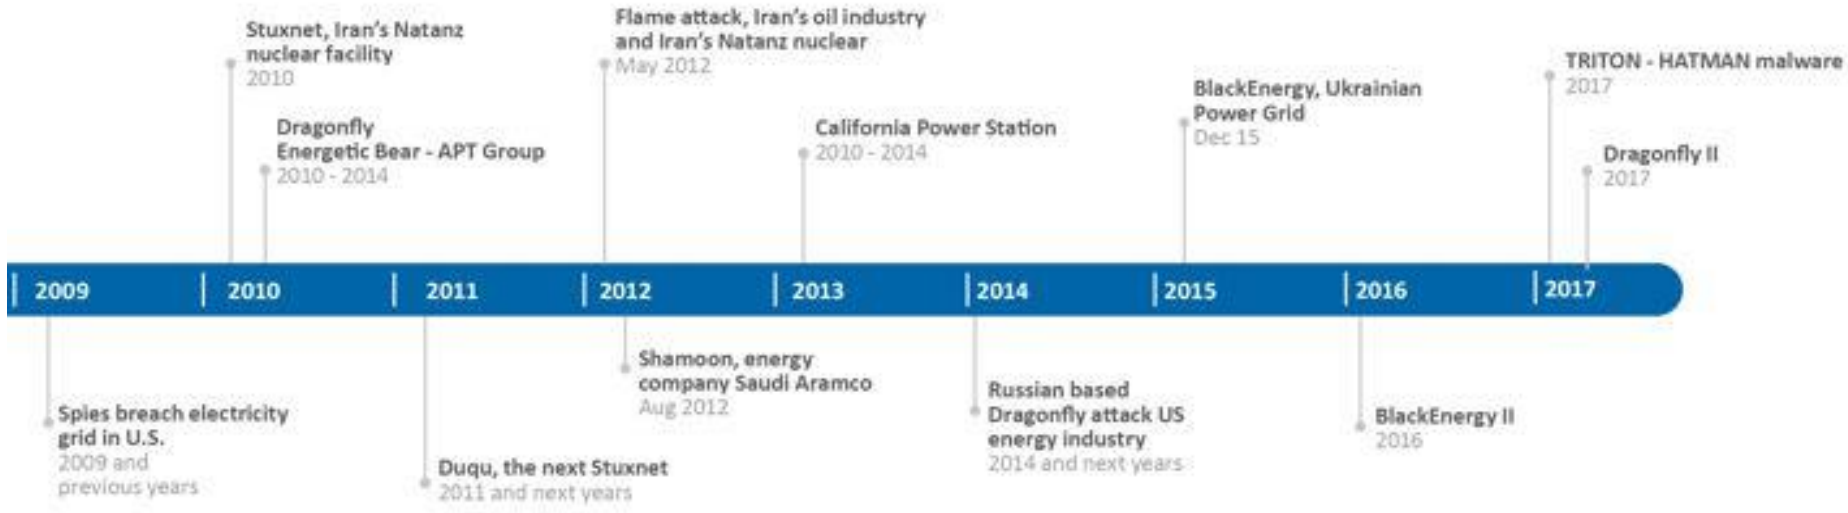 Stuxnet, Iran's Natanz
nuclear facility
2010
Dragonfly
Energetic Bear - APT Group
2010 - 2014
Flame attack, Iran's oil industry
and Iran's Natanz nuclear
May 2012
California Power Station
2010 - 2014
BlackEnergy, Ukrainian
Power Grid
Dec 15
TRITON - HATMAN malware
2017
Dragonfly II
2017
2009
2010
2011
2012
2013
2014
2015
2016
2017
Spies breach electricity
grid in U.S.
2009 and
previous years
Duqu, the next Stuxnet
2011 and next years
Shamoon, energy
company Saudi Aramco
Aug 2012
Russian based
Dragonfly attack US
energy industry
2014 and next years
BlackEnergy II
2016